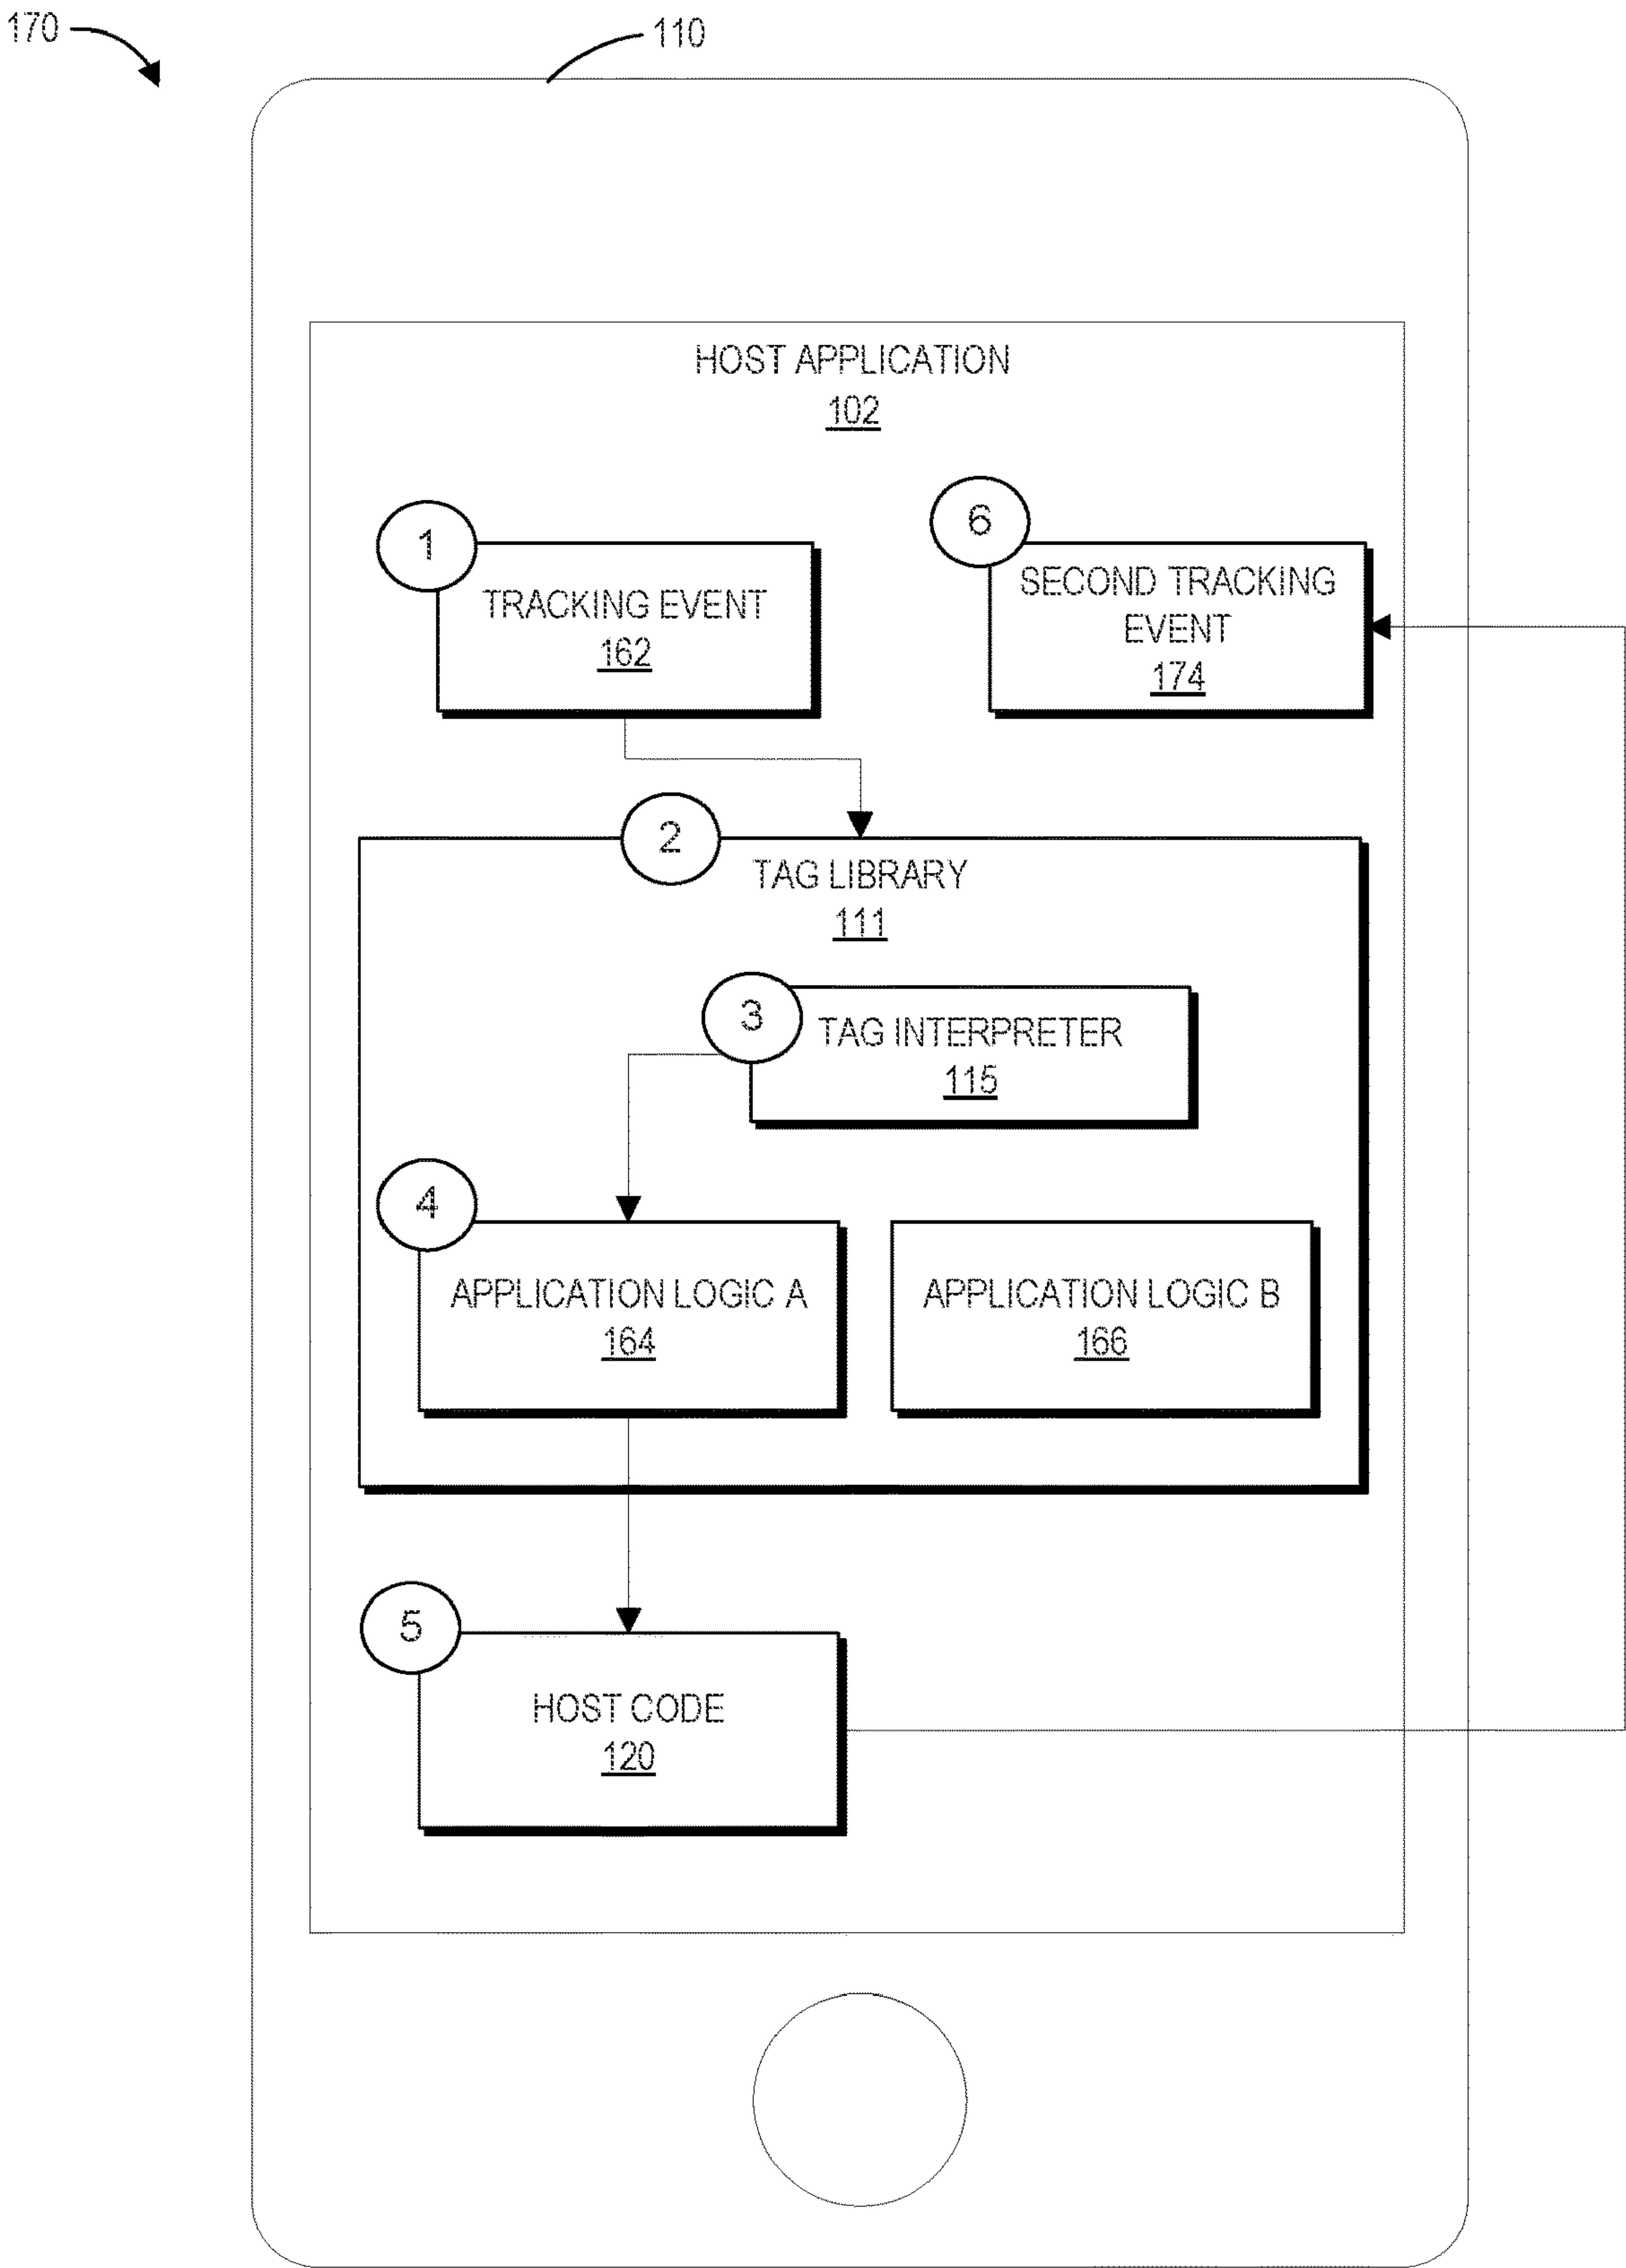 170
110
HOST APPLICATION
102
1
TRACKING EVENT
162
6
SECOND TRACKING
EVENT
174
2
TAG LIBRARY
111
3
TAG INTERPRETER
115
4
APPLICATION LOGIC A
164
APPLICATION LOGIC B
166
5
HOST CODE
120